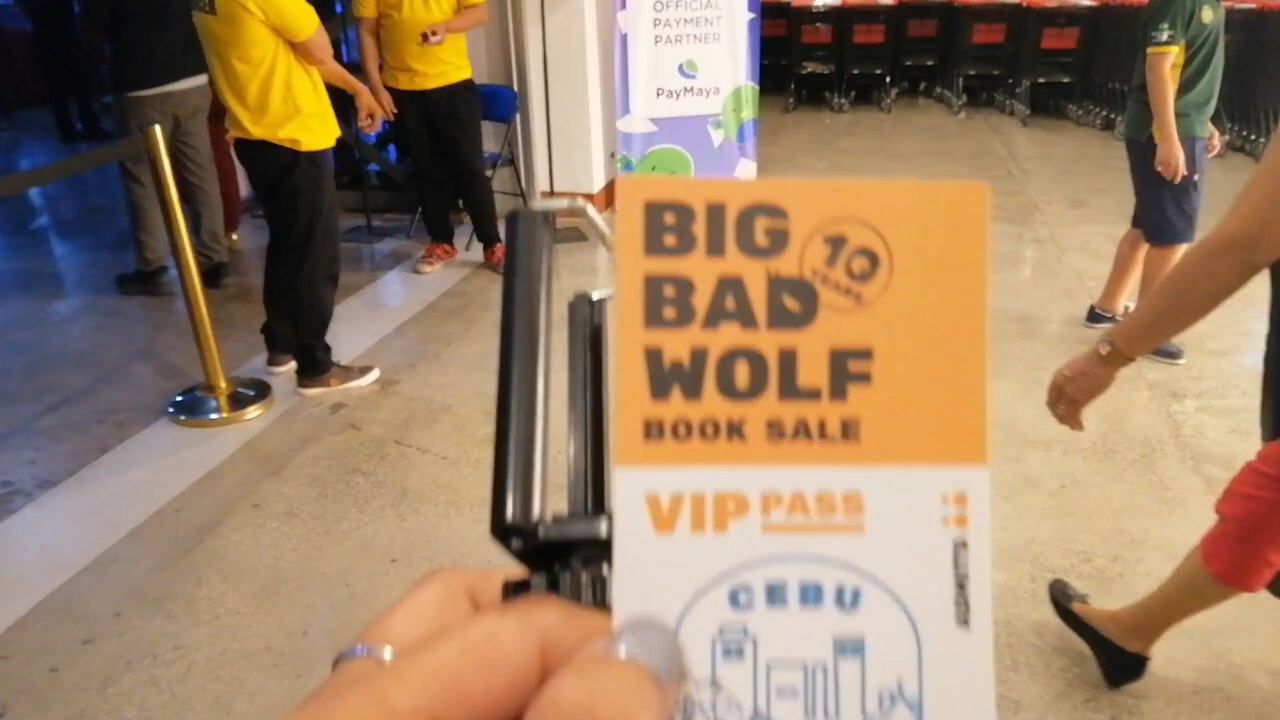 OFFICIAL
PAYMENT
PARTNER
PayMaya
BIG
BAD
WOLF
BOOK SALE
10
YEARS
VIP PASS
CEBU